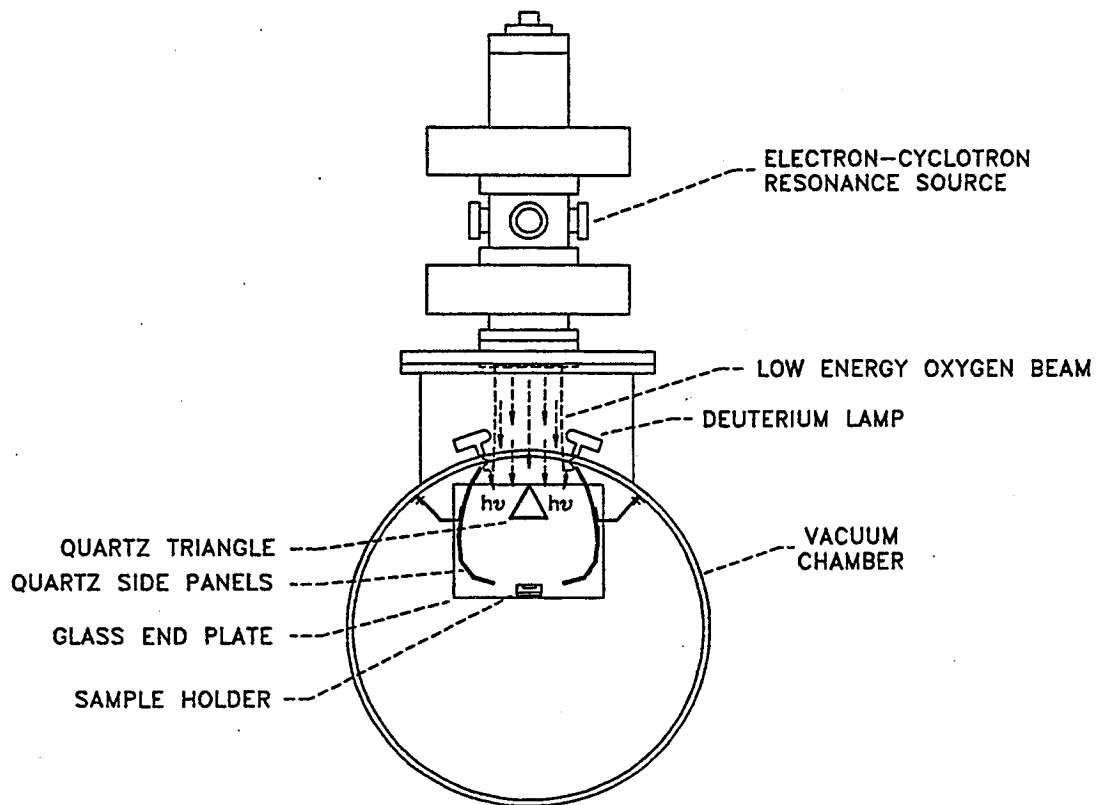 ELECTRON-CYCLOTRON
RESONANCE SOURCE
LOW ENERGY OXYGEN BEAM
DEUTERIUM LAMP
hυ hυ
QUARTZ TRIANGLE
QUARTZ SIDE PANELS
VACUUM
CHAMBER
GLASS END PLATE
SAMPLE HOLDER